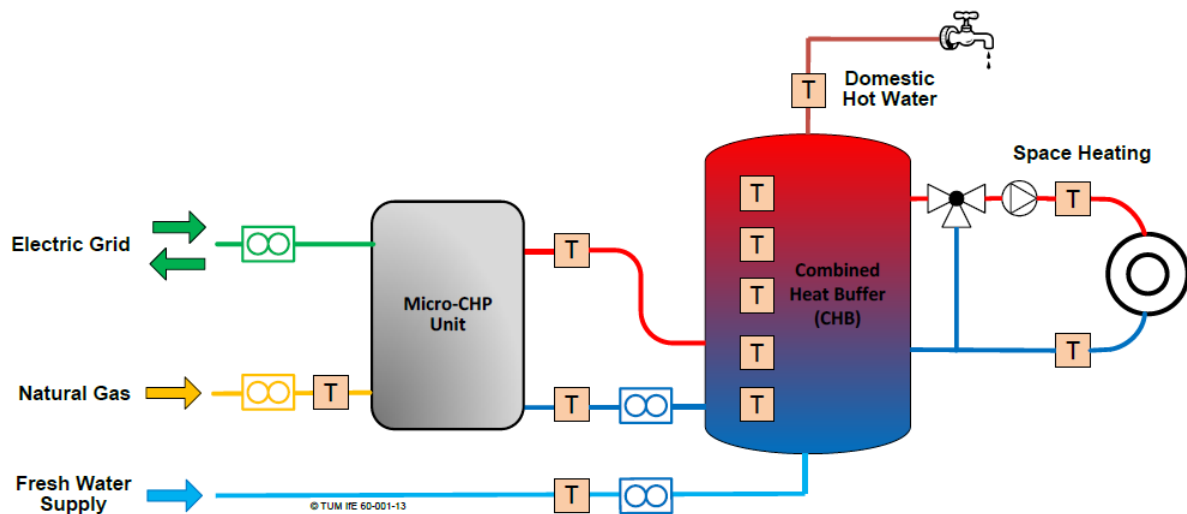 T
Domestic
Hot Water
Space Heating
T
T
Electric Grid
T
T
Micro-CHP
Unit
T
Combined
Heat Buffer
(CHB)
T
T
T
Natural Gas
T
T
T
Fresh Water
Supply
T
© TUM IfE 60-001-13